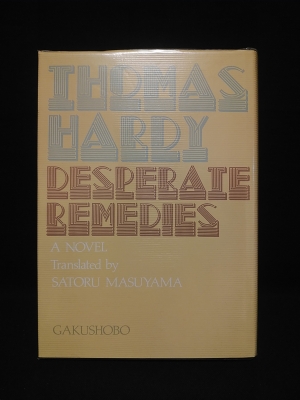 THOMAS
HARDY
DESPERATE
REMEDIES
A NOVEL
Translated by
SATORU MASUYAMA
GAKUSHOBO